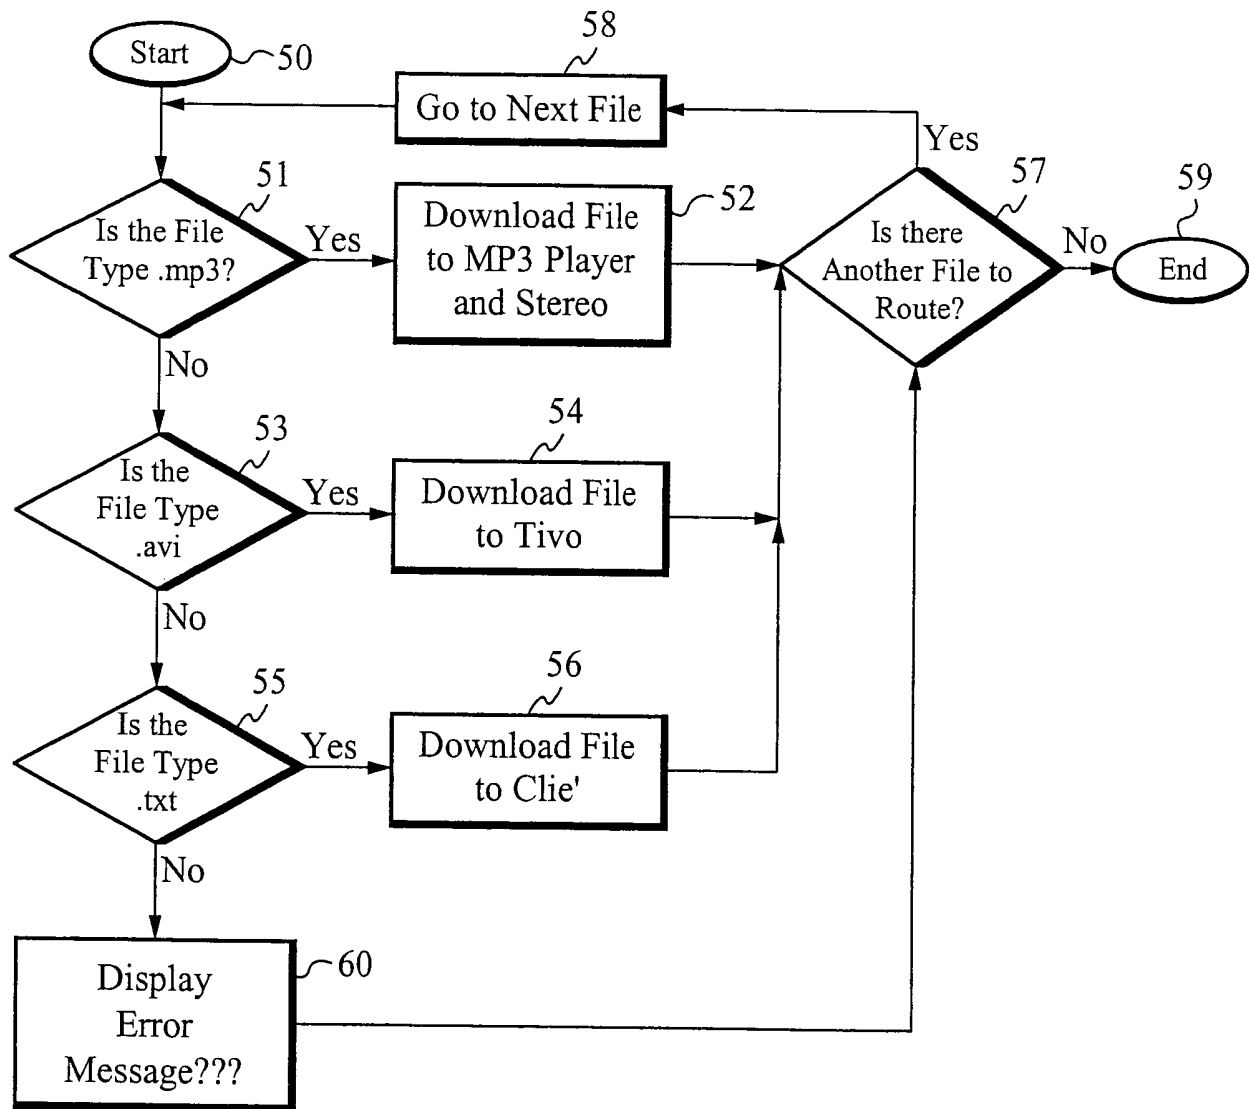 Start
50
58
Go to Next File
Yes
51
Is the File
Type .mp3?
Yes
52
Download File
to MP3 Player
and Stereo
57
Is there
Another File to
Route?
No
59
End
No
53
Is the
File Type
.avi
Yes
54
Download File
to Tivo
No
55
Is the
File Type
.txt
Yes
56
Download File
to Clie'
No
60
Display
Error
Message???